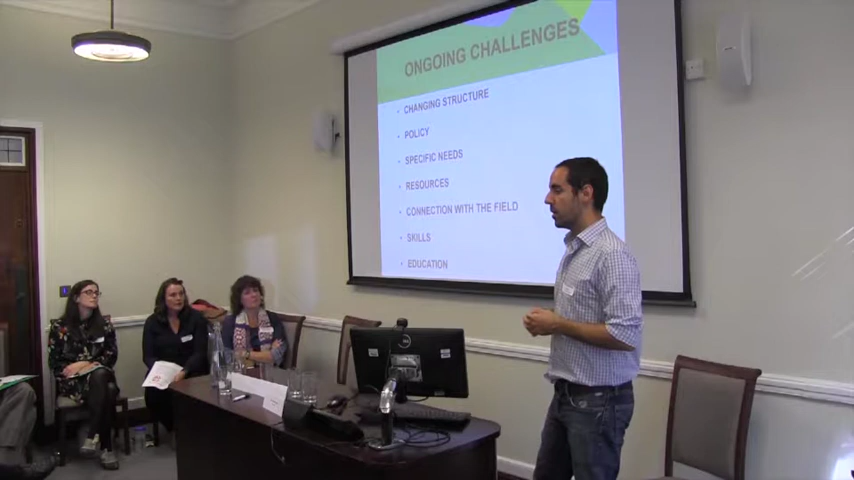 ONGOING CHALLENGES
• CHANGING STRUCTURE
• POLICY
• SPECIFIC NEEDS
• RESOURCES
• CONNECTION WITH THE FIELD
• SKILLS
• EDUCATION